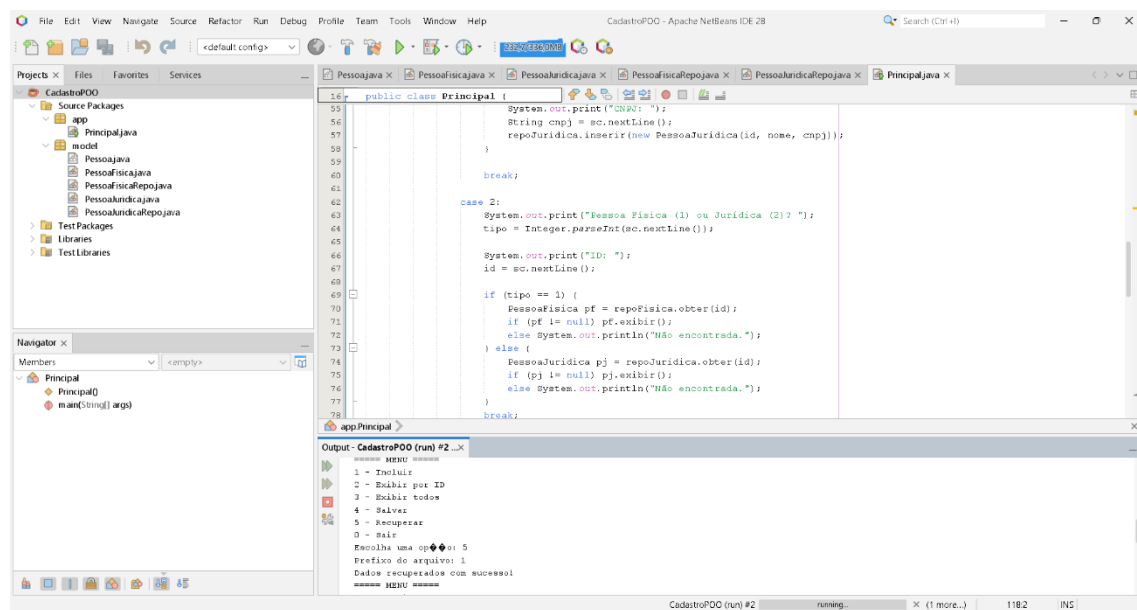 File Edit View Navigate Source Refactor Run Debug Profile Team Tools Window Help
CadastroPOO - Apache NetBeans IDE 28
Search (Ctrl+I)
<default config>
232,7/336,0MB
Projects × Files Favorites Services
CadastroPOO
Source Packages
app
Principal.java
model
Pessoa.java
PessoaFisica.java
PessoaFisicaRepo.java
PessoaJuridica.java
PessoaJuridicaRepo.java
Test Packages
Libraries
Test Libraries
Navigator ×
Members
<empty>
Principal
Principal()
main(String[] args)
Pessoa.java × PessoaFisica.java × PessoaJuridica.java × PessoaFisicaRepo.java × PessoaJuridicaRepo.java × Principal.java ×
16 public class Principal {
55 System.out.print("CNPJ: ");
56 String cnpj = sc.nextLine();
57 repoJuridica.inserir(new PessoaJuridica(id, nome, cnpj));
58 }
59
60 break;
61
62 case 2:
63 System.out.print("Pessoa Física (1) ou Jurídica (2)? ");
64 tipo = Integer.parseInt(sc.nextLine());
65
66 System.out.print("ID: ");
67 id = sc.nextLine();
68
69 if (tipo == 1) {
70 PessoaFisica pf = repoFisica.obter(id);
71 if (pf != null) pf.exibir();
72 else System.out.println("Não encontrada.");
73 } else {
74 PessoaJuridica pj = repoJuridica.obter(id);
75 if (pj != null) pj.exibir();
76 else System.out.println("Não encontrada.");
77 }
78 break;
app.Principal
Output - CadastroPOO (run) #2 ...×
===== MENU =====
1 - Incluir
2 - Exibir por ID
3 - Exibir todos
4 - Salvar
5 - Recuperar
0 - Sair
Escolha uma op��o: 5
Prefixo do arquivo: 1
Dados recuperados com sucesso!
===== MENU =====
CadastroPOO (run) #2 running... × (1 more...) 118:2 INS